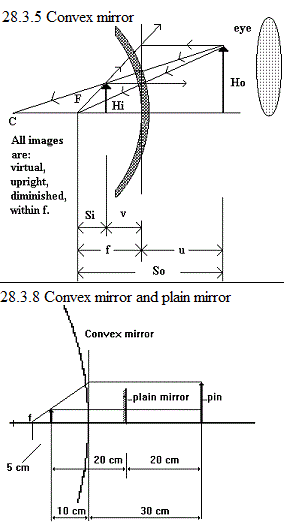 28.3.5 Convex mirror
eye
F
Ho
Hi
C
All images
are:
virtual,
upright,
diminished,
within f.
Si
v
f
u
So
28.3.8 Convex mirror and plain mirror
Convex mirror
plain mirror
pin
f
5 cm
20 cm
20 cm
10 cm
30 cm